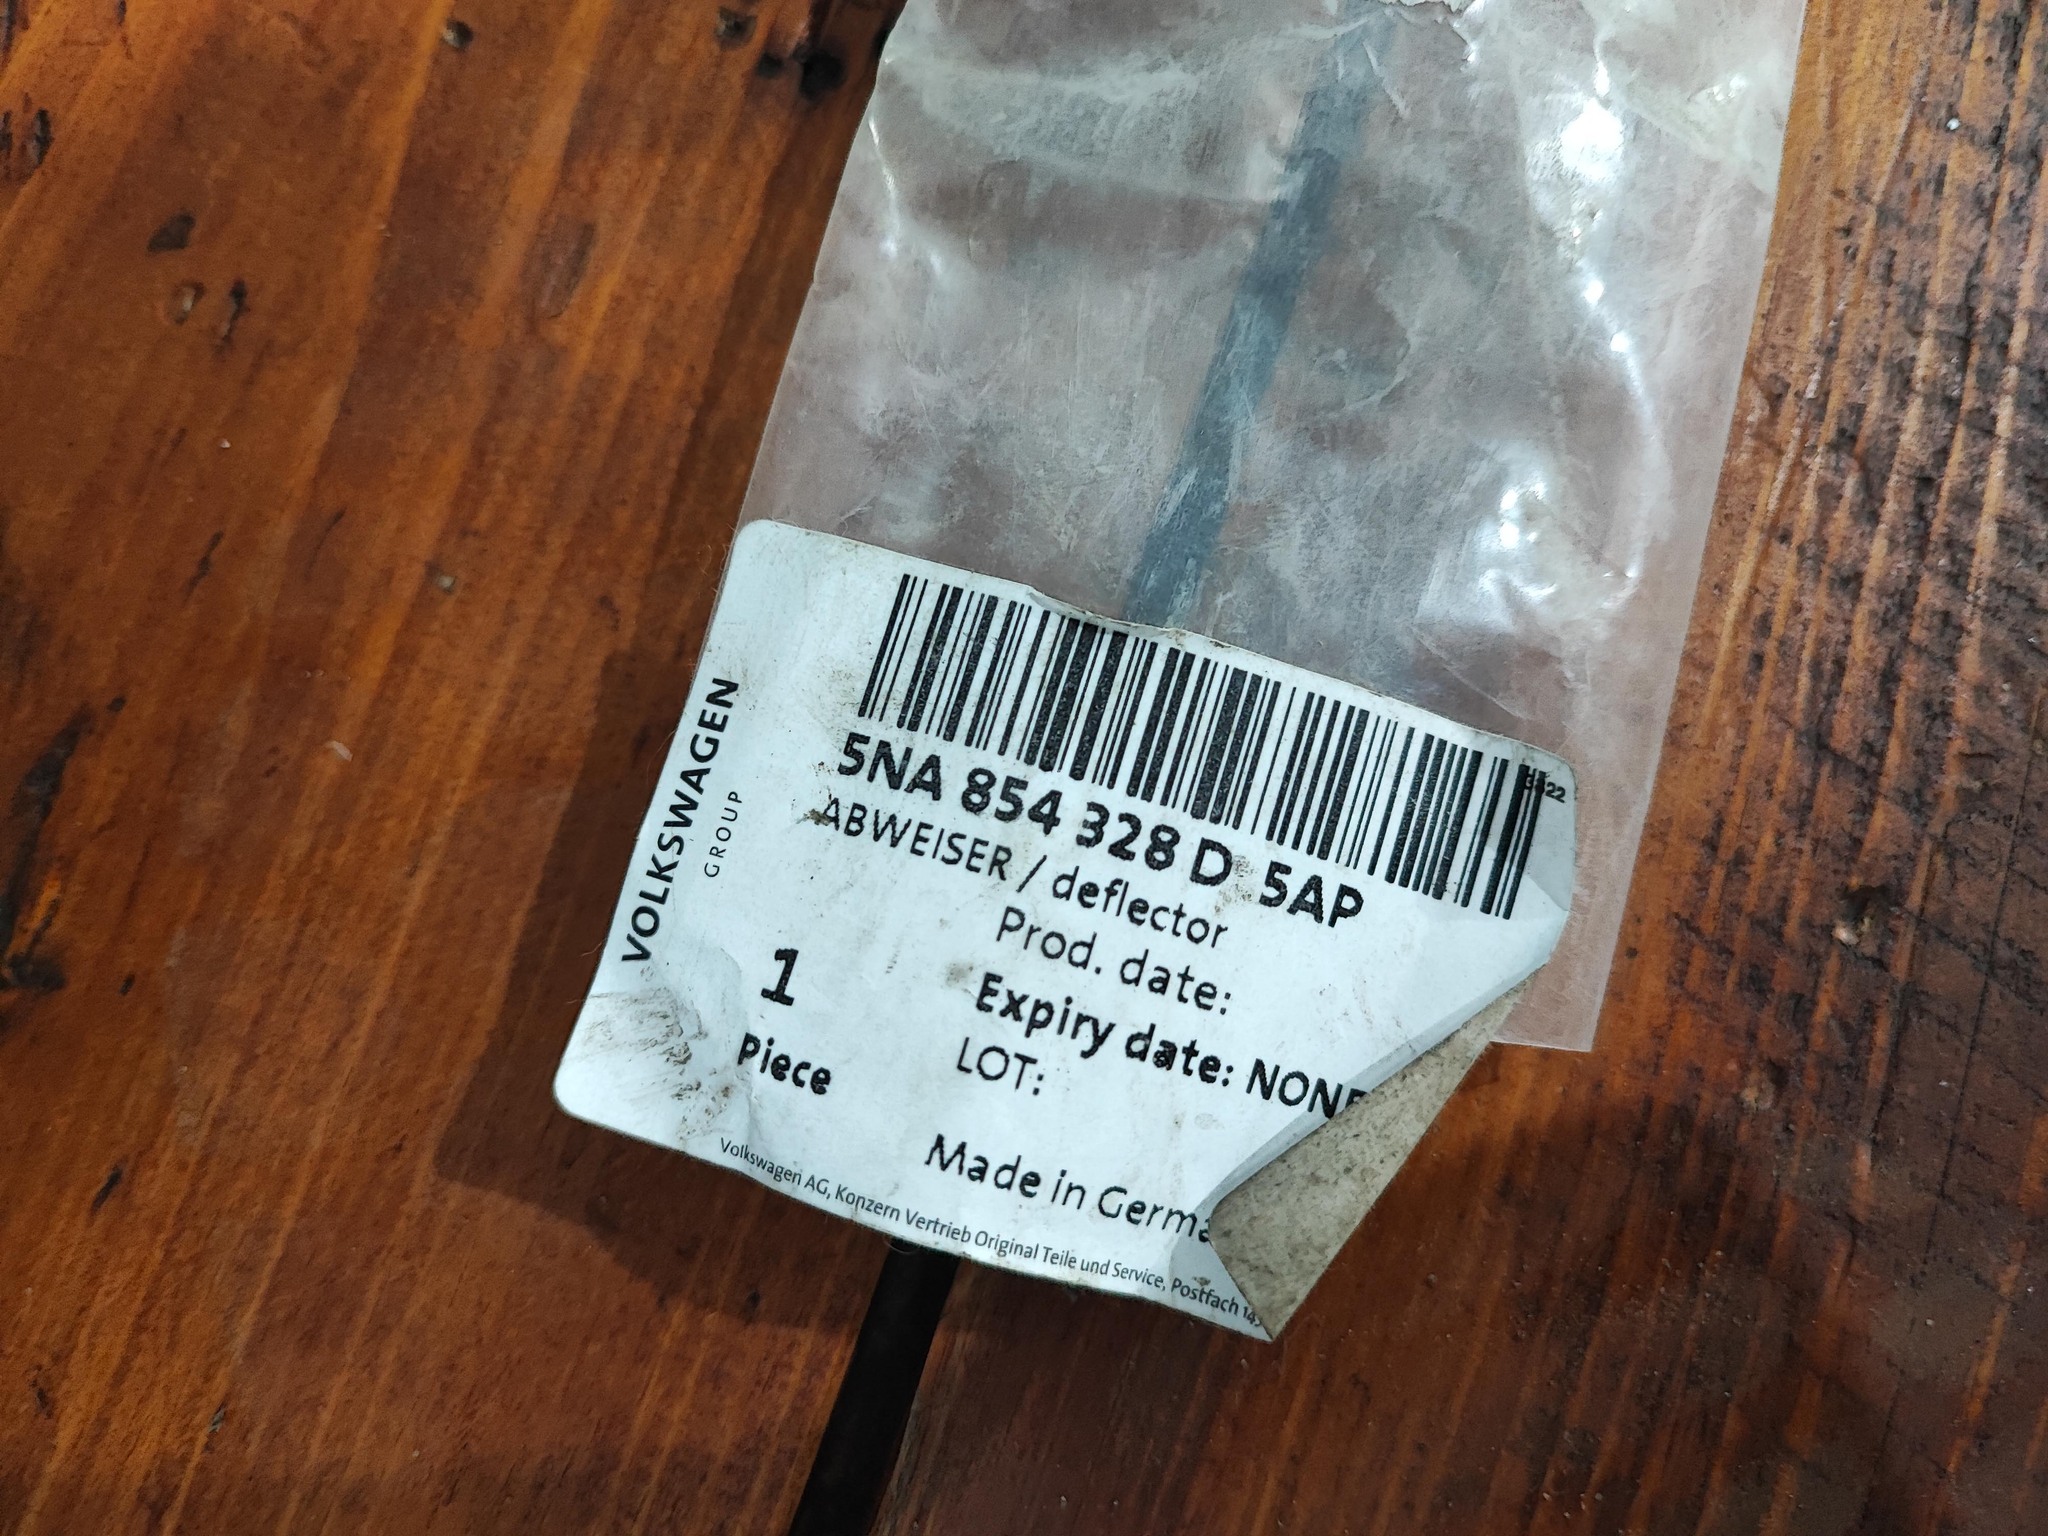 VOLKSWAGEN
GROUP
5NA 854 328 D 5AP
ABWEISER / deflector
Prod. date:
Expiry date: NONE
LOT:
1
Piece
Made in Germa
Volkswagen AG, Konzern Vertrieb Original Teile und Service, Postfach